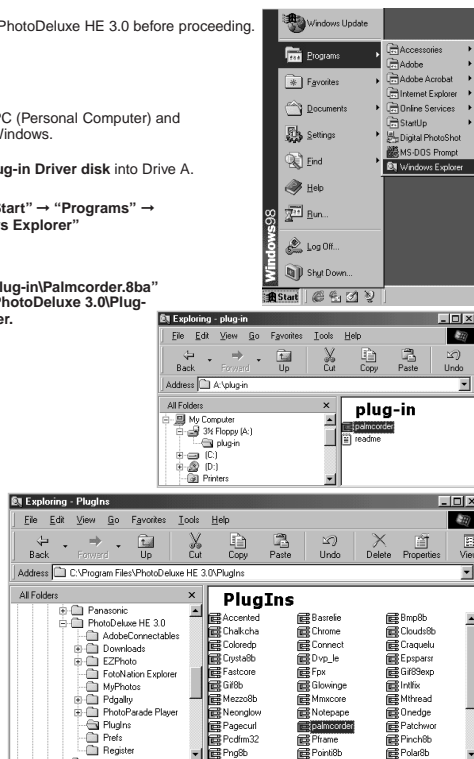 PhotoDeluxe HE 3.0 before proceeding.
PC (Personal Computer) and
Windows.
ug-in Driver disk into Drive A.
Start” ➞ “Programs” ➞
s Explorer”
lug-in\Palmcorder.8ba”
PhotoDeluxe 3.0\Plug-
er.
Windows Update
Programs
Favorites
Documents
Settings
Find
Help
Run...
Log Off...
Shut Down...
Windows98
Start
Accessories
Adobe
Adobe Acrobat
Internet Explorer
Online Services
StartUp
Digital PhotoShot
MS-DOS Prompt
Windows Explorer
Exploring - plug-in
File Edit View Go Favorites Tools Help
Back Forward Up Cut Copy Paste Undo
Address A:\plug-in
All Folders
My Computer
3½ Floppy (A:)
plug-in
(C:)
(D:)
Printers
plug-in
palmcorder
readme
Exploring - PlugIns
File Edit View Go Favorites Tools Help
Back Forward Up Cut Copy Paste Undo Delete Properties View
Address C:\Program Files\PhotoDeluxe HE 3.0\PlugIns
All Folders
Panasonic
PhotoDeluxe HE 3.0
AdobeConnectables
Downloads
EZPhoto
FotoNation Explorer
MyPhotos
Pdgallry
PhotoParade Player
PlugIns
Prefs
Register
PlugIns
Accented Basrelie Bmp8b
Chalkcha Chrome Clouds8b
Coloredp Connect Craquelu
Crysta8b Dvp_le Epsparsr
Fastcore Fpx Gif89exp
Gif8b Glowinge Intlfix
Mezzo8b Mmxcore Mthread
Neonglow Notepape Onedge
Pagecurl palmcorder Patchwor
Pcdfrm32 Pframe Pinch8b
Png8b Pointi8b Polar8b